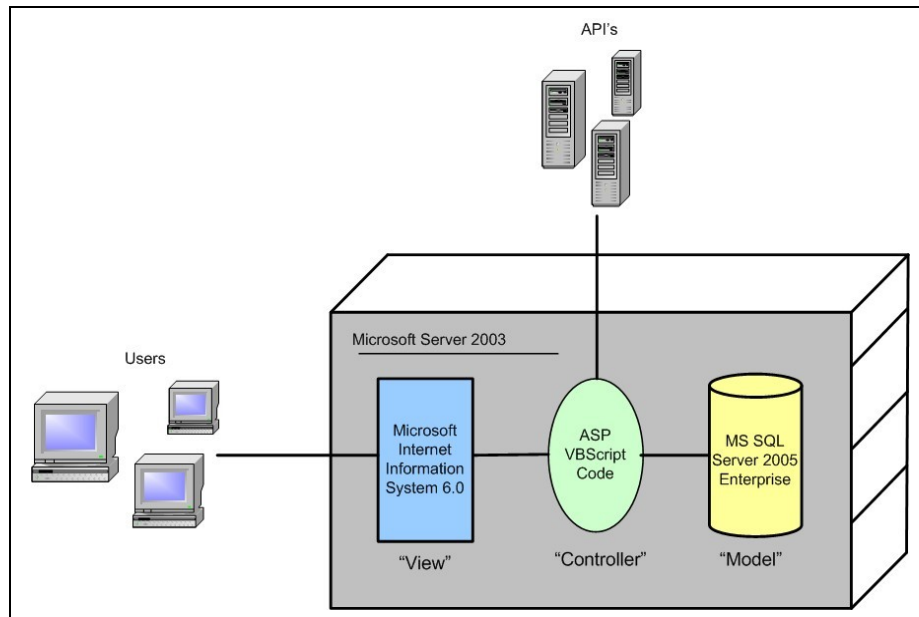 API's
Microsoft Server 2003
Users
Microsoft
Internet
Information
System 6.0
ASP
VBScript
Code
MS SQL
Server 2005
Enterprise
“View”
“Controller”
“Model”